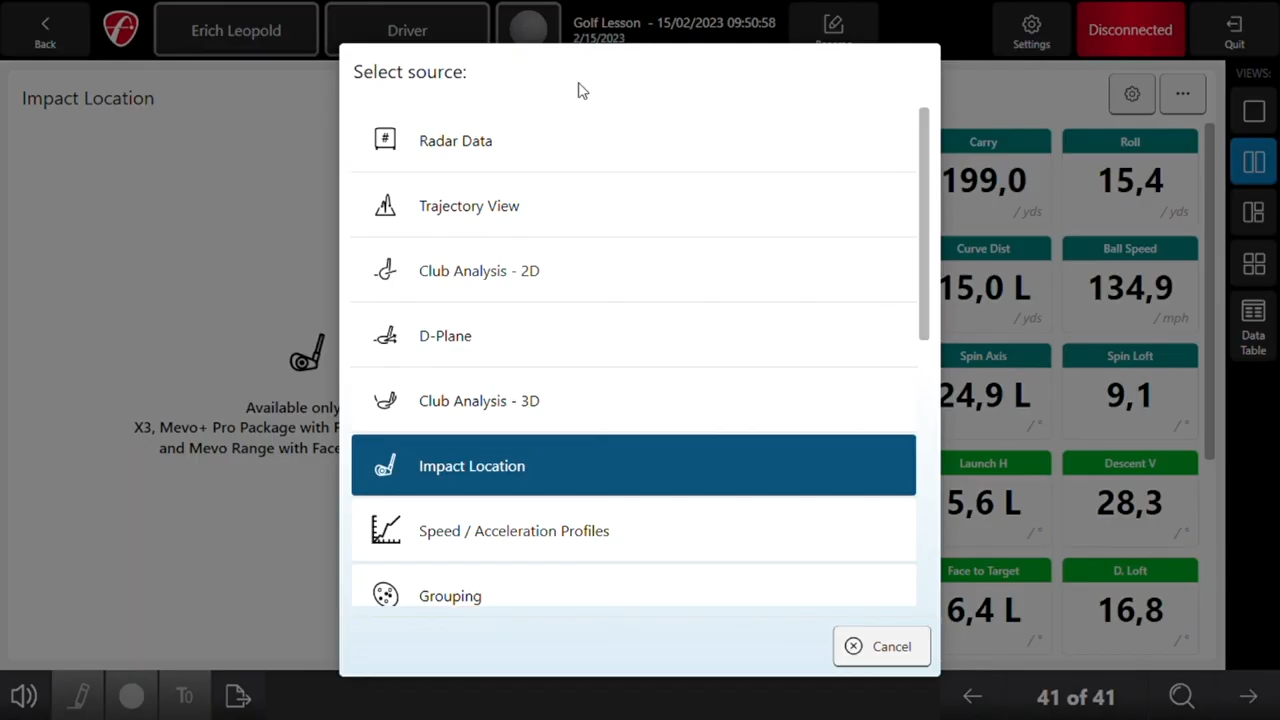 Back
Erich Leopold
Driver
Golf Lesson - 15/02/2023 09:50:58
2/15/2023
Settings
Disconnected
Quit
Impact Location
Available only
X3, Mevo+ Pro Package with F
and Mevo Range with Face
Select source:
# Radar Data
Trajectory View
Club Analysis - 2D
D-Plane
Club Analysis - 3D
Impact Location
Speed / Acceleration Profiles
Grouping
Cancel
...
Carry
199,0
/ yds
Roll
15,4
/ yds
Curve Dist
15,0 L
/ yds
Ball Speed
134,9
/ mph
Spin Axis
24,9 L
/ °
Spin Loft
9,1
/ °
Launch H
5,6 L
/ °
Descent V
28,3
/ °
Face to Target
6,4 L
/ °
D. Loft
16,8
/ °
VIEWS:
Data
Table
T0
41 of 41